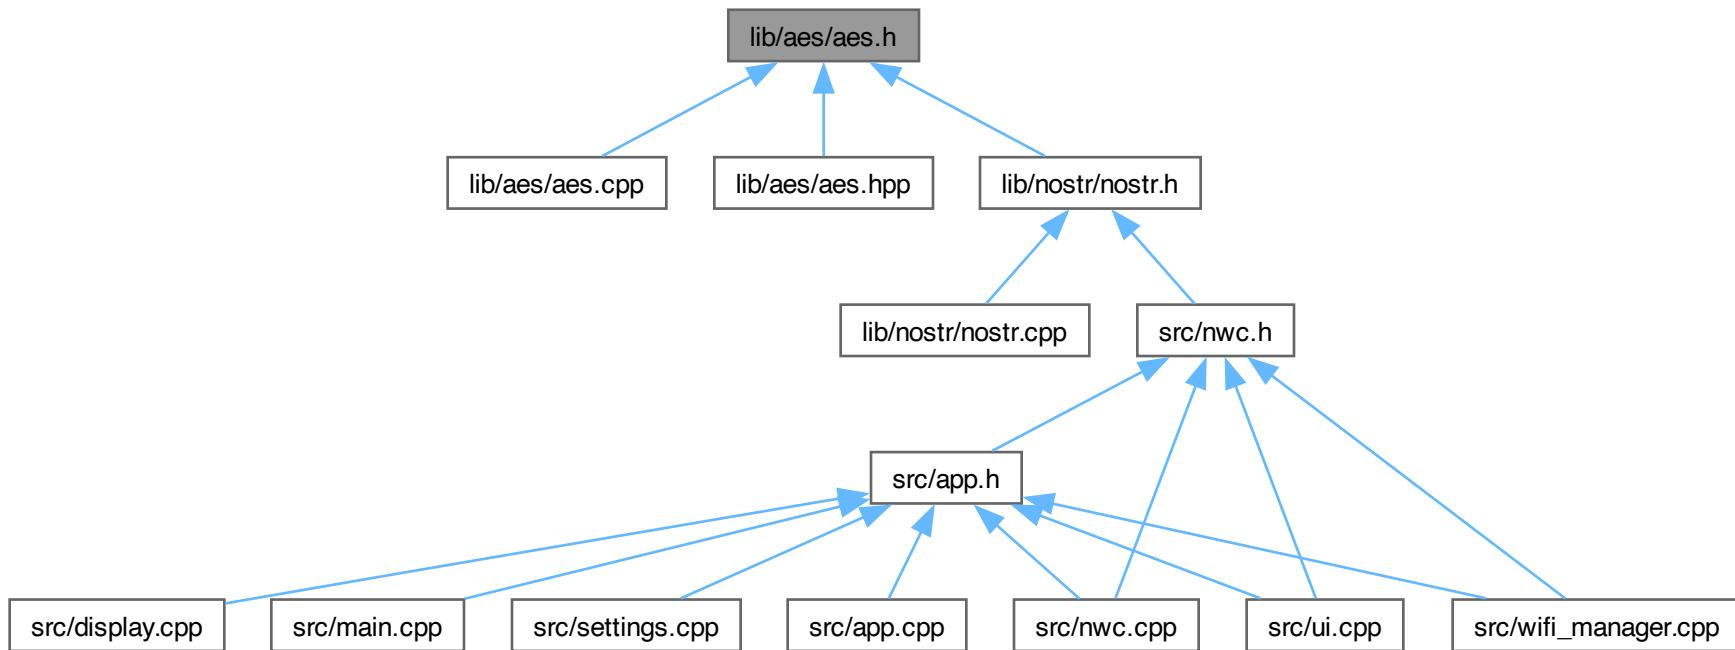 lib/aes/aes.h
lib/aes/aes.cpp
lib/aes/aes.hpp
lib/nostr/nostr.h
lib/nostr/nostr.cpp
src/nwc.h
src/app.h
src/display.cpp
src/main.cpp
src/settings.cpp
src/app.cpp
src/nwc.cpp
src/ui.cpp
src/wifi_manager.cpp